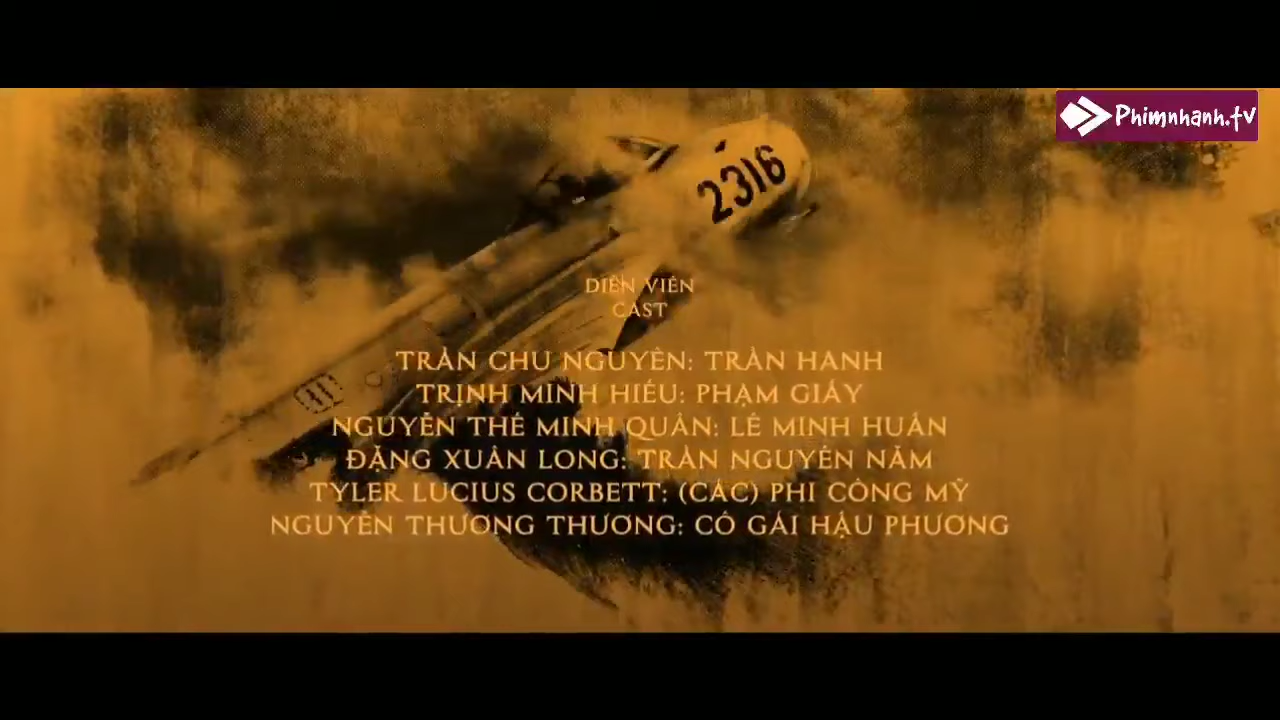 Phimnhanh.tv
2316
DIỄN VIÊN
CAST
TRẦN CHU NGUYÊN: TRẦN HANH
TRỊNH MINH HIẾU: PHẠM GIẤY
NGUYỄN THẾ MINH QUÂN: LÊ MINH HUÂN
ĐẶNG XUÂN LONG: TRẦN NGUYÊN NĂM
TYLER LUCIUS CORBETT: (CÁC) PHI CÔNG MỸ
NGUYỄN THƯƠNG THƯƠNG: CÔ GÁI HẬU PHƯƠNG